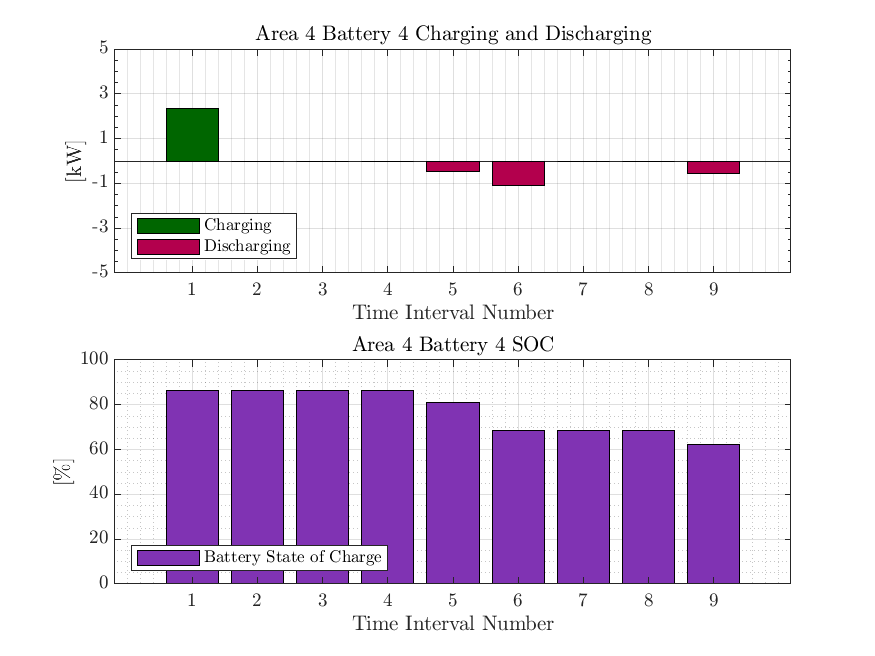 Area 4 Battery 4 Charging and Discharging
5
3
1
-1
-3
-5
[kW]
Charging
Discharging
1 2 3 4 5 6 7 8 9
Time Interval Number
Area 4 Battery 4 SOC
100
80
60
40
20
0
[%]
Battery State of Charge
1 2 3 4 5 6 7 8 9
Time Interval Number